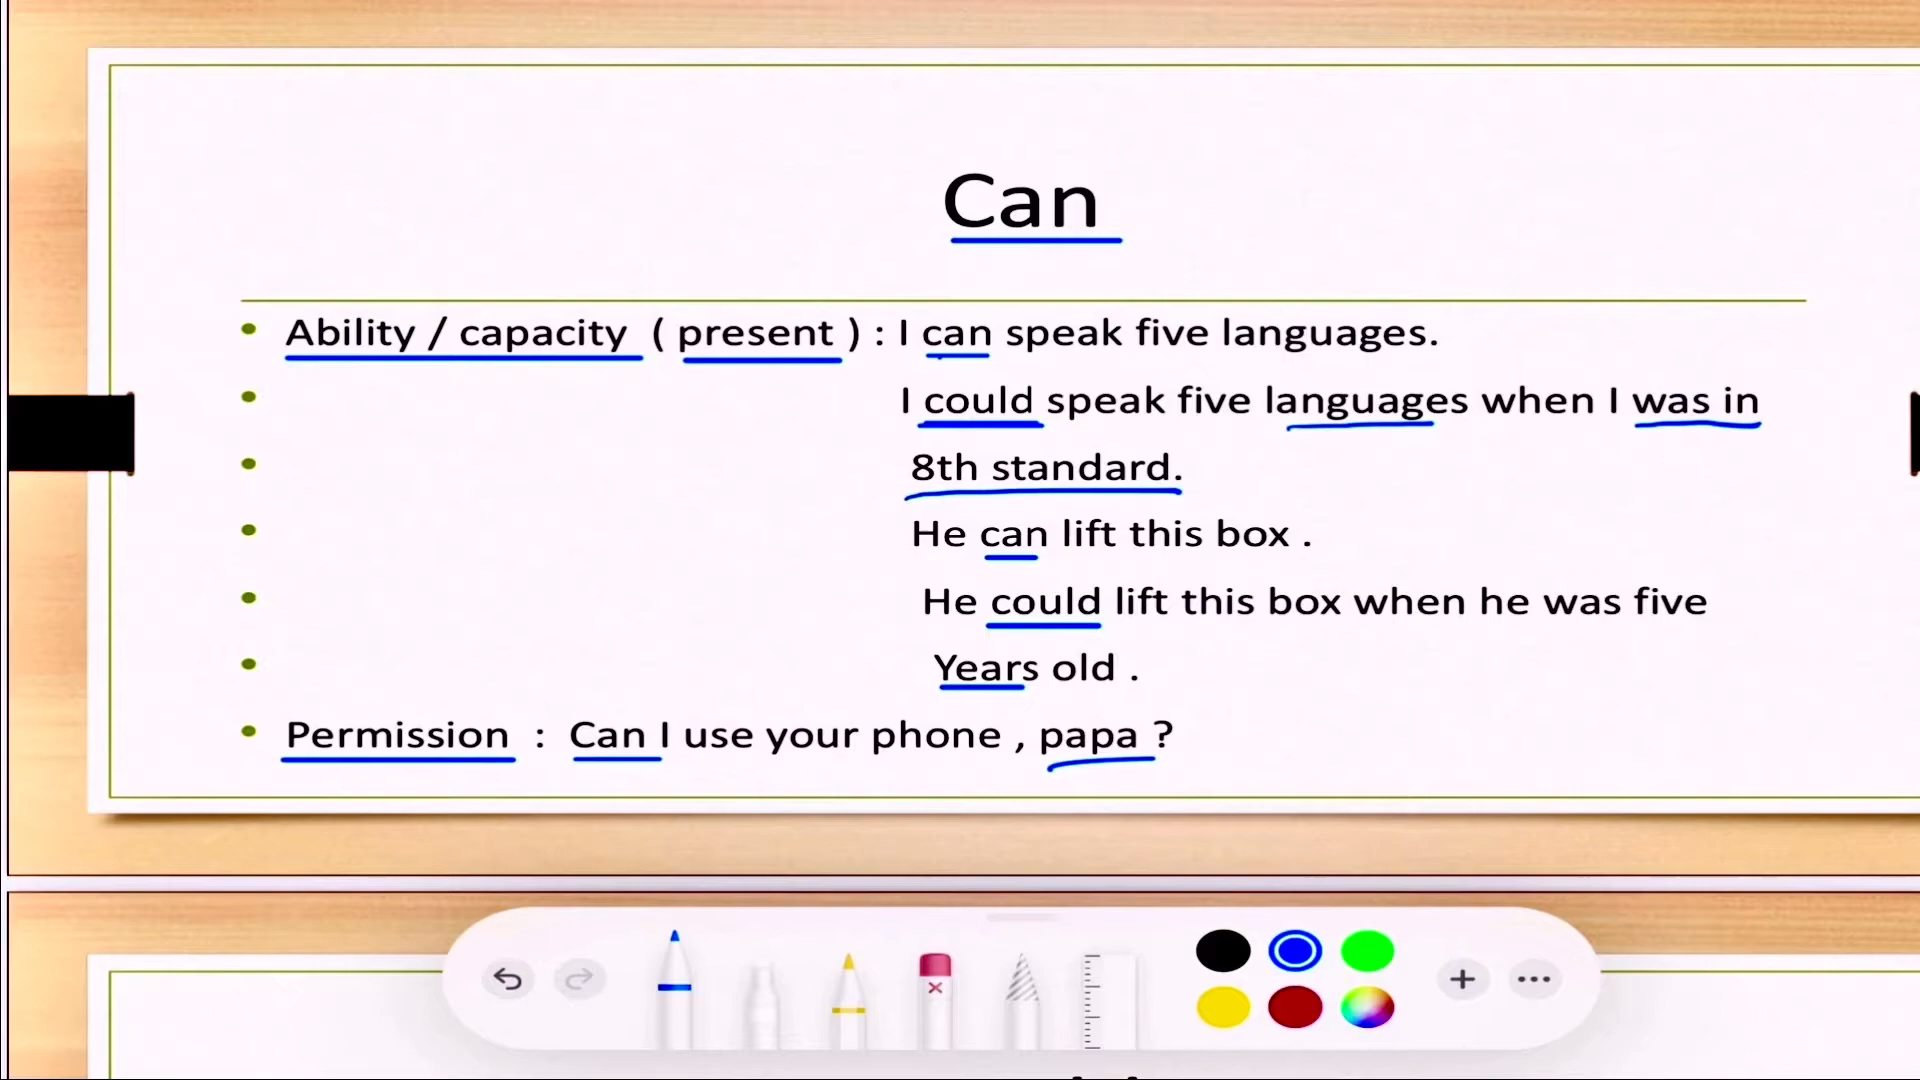 Can
• Ability / capacity ( present ) : I can speak five languages.
• I could speak five languages when I was in
• 8th standard.
• He can lift this box .
• He could lift this box when he was five
• Years old .
• Permission : Can I use your phone , papa ?